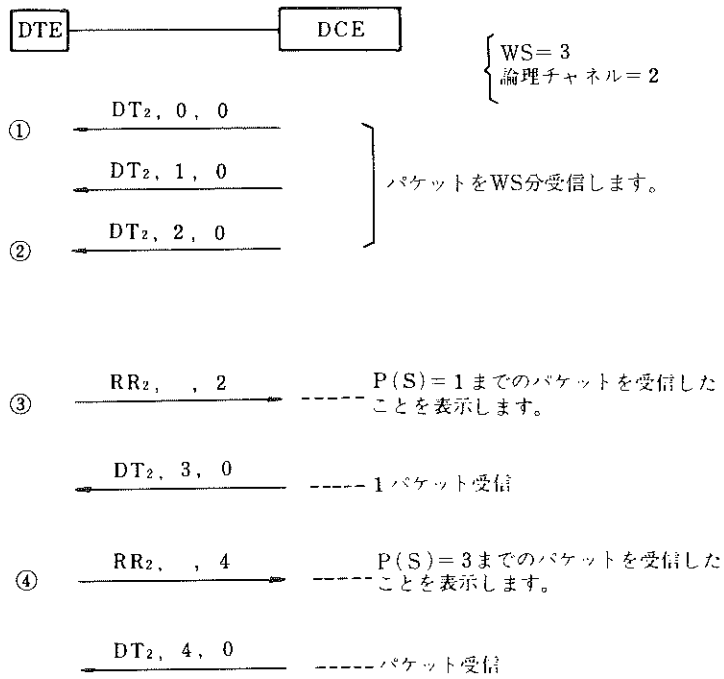 DTE DCE
WS=3
論理チャネル=2
DT2, 0, 0
①
DT2, 1, 0
パケットをWS分受信します。
DT2, 2, 0
②
RR2, , 2
P(S)=1までのパケットを受信した
③
ことを表示します。
DT2, 3, 0
1パケット受信
RR2, , 4
P(S)=3までのパケットを受信した
④
ことを表示します。
DT2, 4, 0
パケット受信